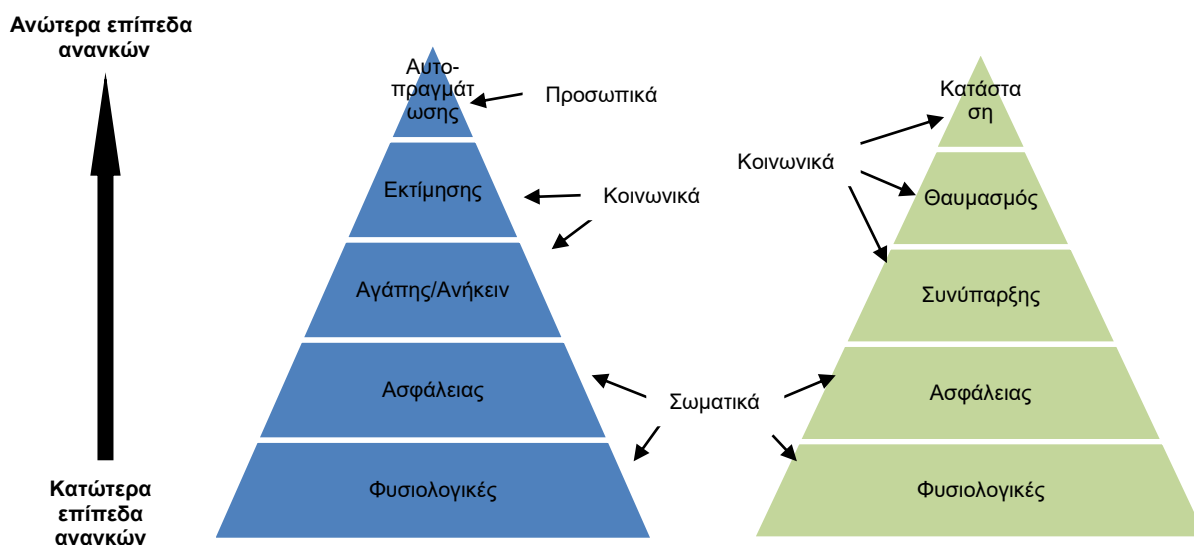 Ανώτερα επίπεδα
αναγκών
Αυτο-
πραγμάτ
ωσης
Προσωπικά
Εκτίμησης
Κοινωνικά
Αγάπης/Ανήκειν
Ασφάλειας
Σωματικά
Φυσιολογικές
Κατάστα
ση
Κοινωνικά
Θαυμασμός
Συνύπαρξης
Ασφάλειας
Φυσιολογικές
Κατώτερα
επίπεδα
αναγκών